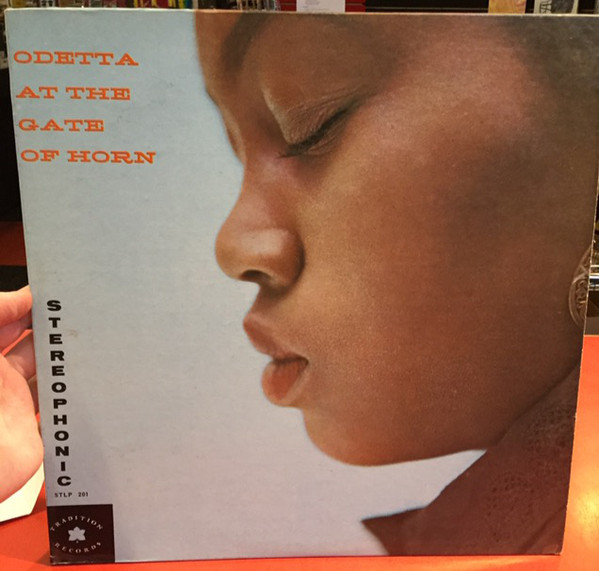 ODETTA
AT THE
GATE
OF HORN
STEREOPHONIC
STLP 201
TRADITION
RECORDS